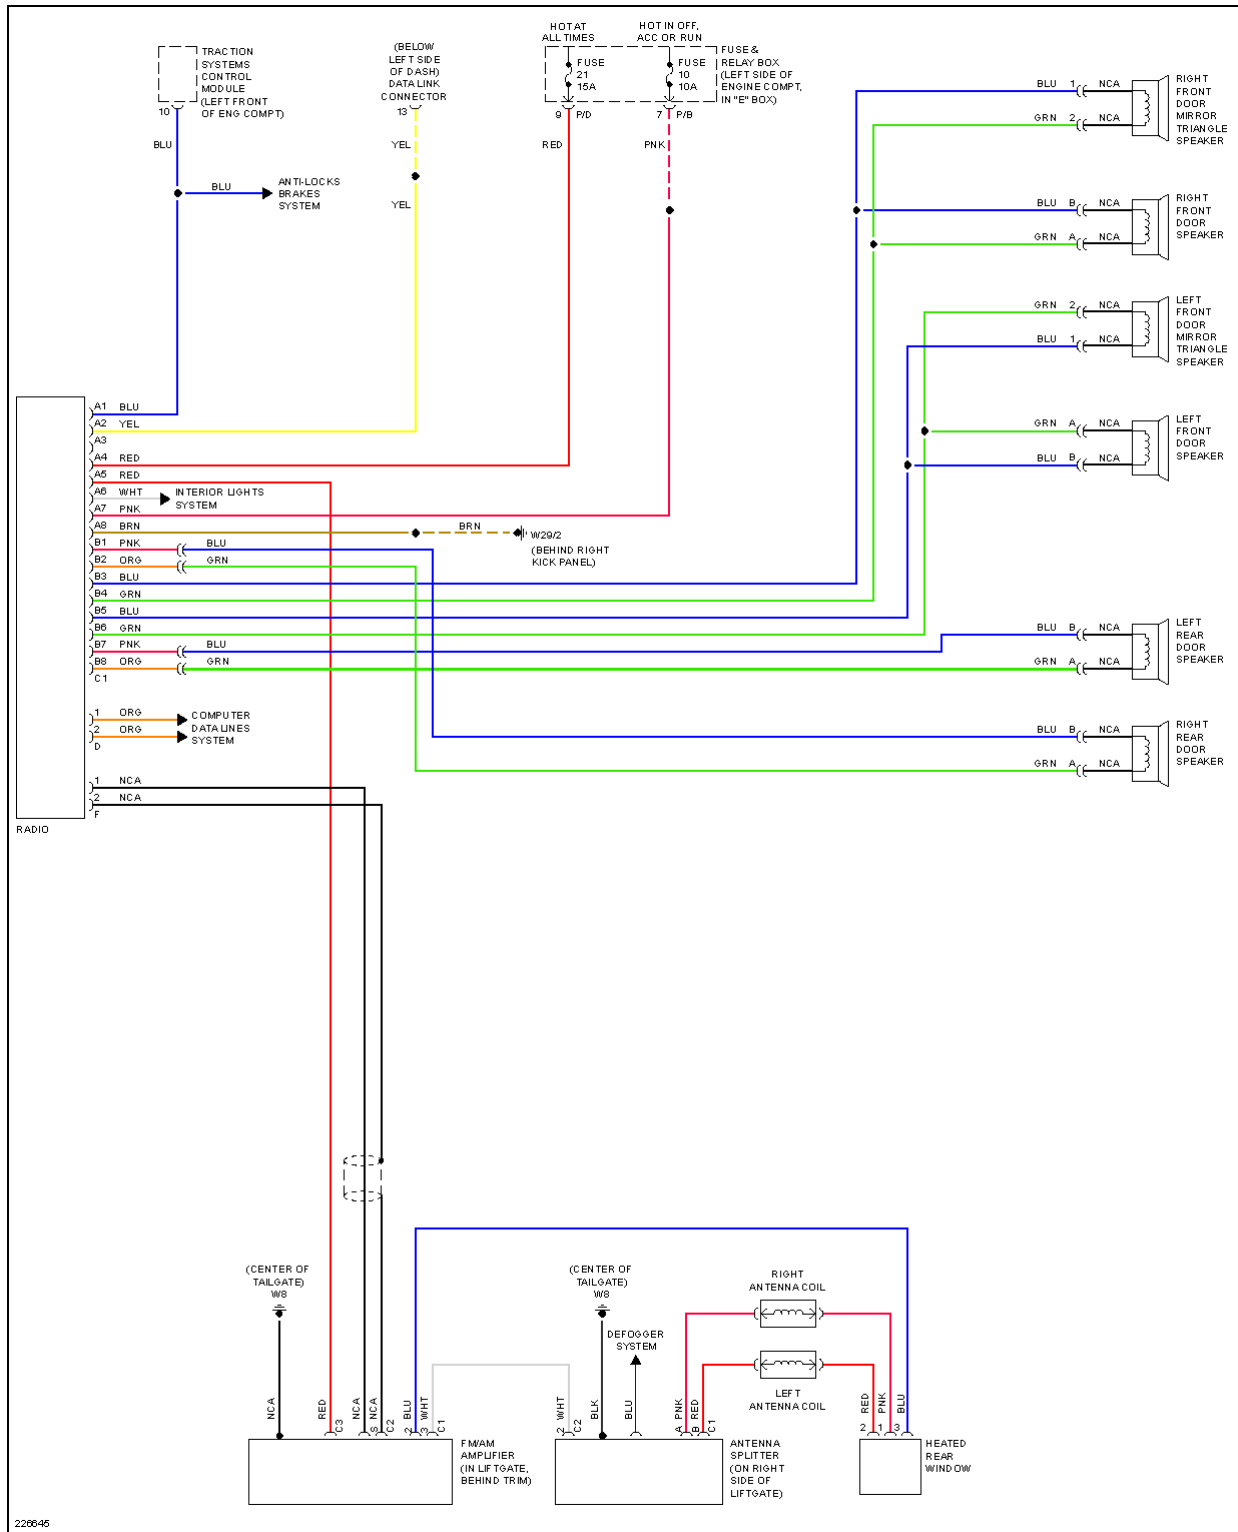 HOT AT
ALL TIMES
HOT IN OFF,
ACC OR RUN
TRACTION
SYSTEMS
CONTROL
MODULE
(LEFT FRONT
OF ENG COMPT)
10
BLU
BLU
ANTI-LOCKS
BRAKES
SYSTEM
(BELOW
LEFT SIDE
OF DASH)
DATA LINK
CONNECTOR
13
YEL
YEL
FUSE
21
15A
FUSE
10
10A
FUSE &
RELAY BOX
(LEFT SIDE OF
ENGINE COMPT,
IN "E" BOX)
9 P/D
7 P/B
RED
PNK
BLU 1 NCA
GRN 2 NCA
RIGHT
FRONT
DOOR
MIRROR
TRIANGLE
SPEAKER
BLU B NCA
GRN A NCA
RIGHT
FRONT
DOOR
SPEAKER
GRN 2 NCA
BLU 1 NCA
LEFT
FRONT
DOOR
MIRROR
TRIANGLE
SPEAKER
GRN A NCA
BLU B NCA
LEFT
FRONT
DOOR
SPEAKER
A1 BLU
A2 YEL
A3
A4 RED
A5 RED
A6 WHT
INTERIOR LIGHTS
SYSTEM
A7 PNK
A8 BRN
BRN
W29/2
(BEHIND RIGHT
KICK PANEL)
B1 PNK BLU
B2 ORG GRN
B3 BLU
B4 GRN
B5 BLU
B6 GRN
B7 PNK BLU
B8 ORG GRN
C1
BLU B NCA
GRN A NCA
LEFT
REAR
DOOR
SPEAKER
1 ORG
2 ORG
D
COMPUTER
DATA LINES
SYSTEM
BLU B NCA
GRN A NCA
RIGHT
REAR
DOOR
SPEAKER
1 NCA
2 NCA
F
RADIO
(CENTER OF
TAILGATE)
W8
(CENTER OF
TAILGATE)
W8
RIGHT
ANTENNA COIL
DEFOGGER
SYSTEM
LEFT
ANTENNA COIL
NCA
RED
C3
NCA
S NCA
C2
2 BLU
3 WHT
C1
2 WHT
C2
BLK
BLU
A PNK
B RED
C1
2 RED
1 PNK
3 BLU
FM/AM
AMPLIFIER
(IN LIFTGATE,
BEHIND TRIM)
ANTENNA
SPLITTER
(ON RIGHT
SIDE OF
LIFTGATE)
HEATED
REAR
WINDOW
226645